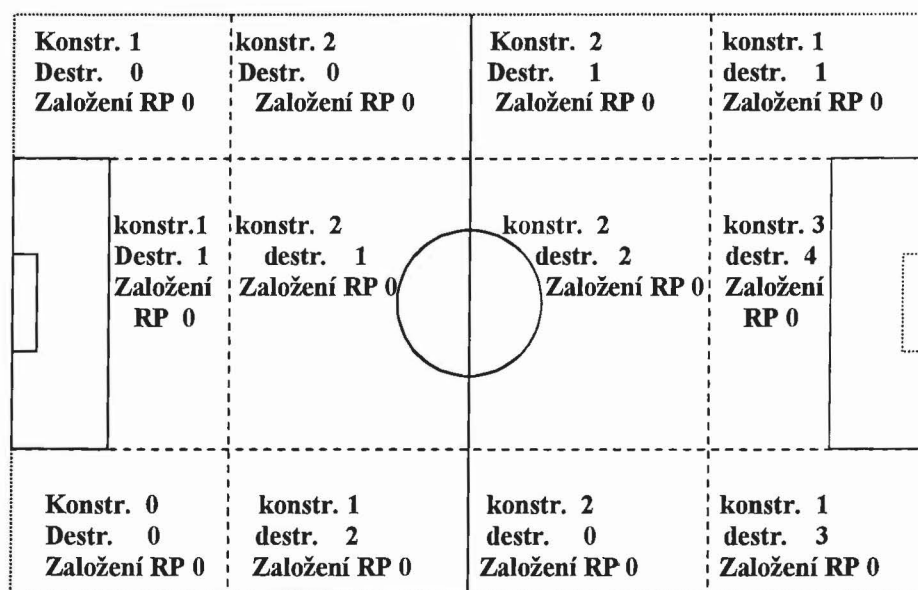 Konstr. 1
Destr. 0
Založení RP 0
konstr. 2
Destr. 0
Založení RP 0
Konstr. 2
Destr. 1
Založení RP 0
konstr. 1
destr. 1
Založení RP 0
konstr.1
Destr. 1
Založení
RP 0
konstr. 2
destr. 1
Založení RP 0
konstr. 2
destr. 2
Založení RP 0
konstr. 3
destr. 4
Založení
RP 0
Konstr. 0
Destr. 0
Založení RP 0
konstr. 1
destr. 2
Založení RP 0
konstr. 2
destr. 0
Založení RP 0
konstr. 1
destr. 3
Založení RP 0